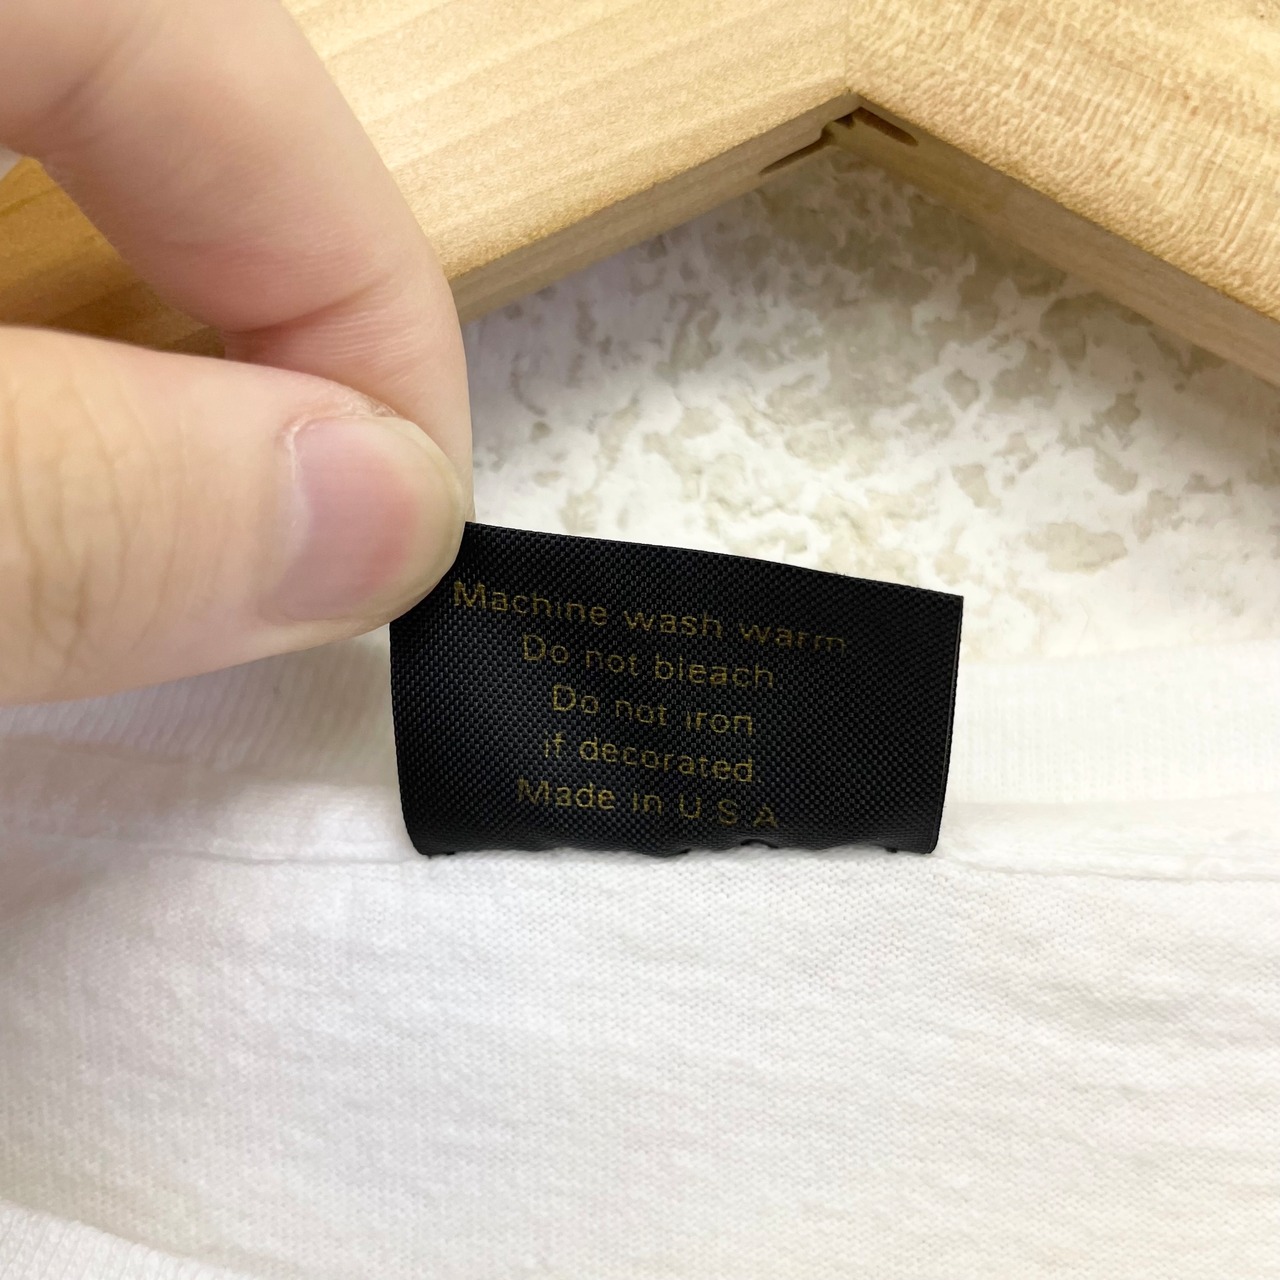 Machine wash warm
Do not bleach
Do not iron
if decorated.
Made in U.S.A